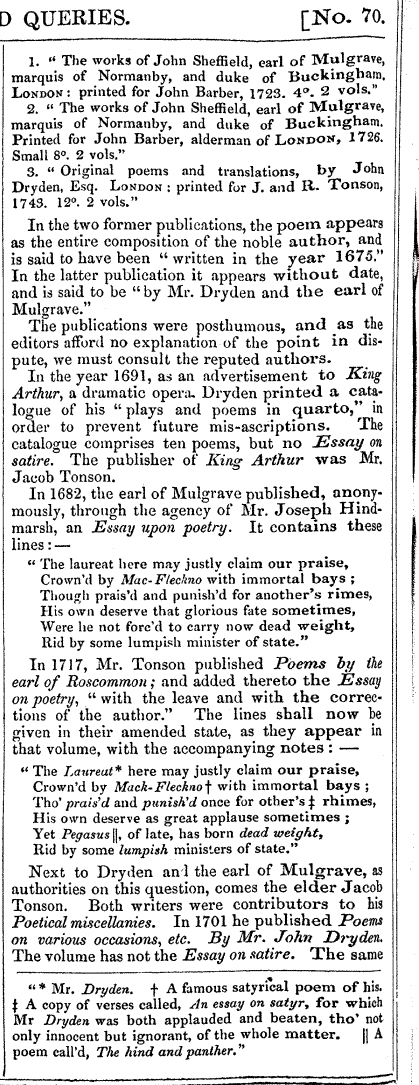 D QUERIES. [No. 70.
1. “ The works of John Sheffield, earl of Mulgrave,
marquis of Normanby, and duke of Buckingham.
LONDON: printed for John Barber, 1723. 4o. 2 vols.”
2. “ The works of John Sheffield, earl of Mulgrave,
marquis of Normanby, and duke of Buckingham.
Printed for John Barber, alderman of LONDON, 1726.
Small 8o. 2 vols.”
3. “ Original poems and translations, by John
Dryden, Esq. LONDON : printed for J. and R. Tonson,
1743. 12o. 2 vols.”
In the two former publications, the poem appears
as the entire composition of the noble author, and
is said to have been “ written in the year 1675.”
In the latter publication it appears without date,
and is said to be “by Mr. Dryden and the earl of
Mulgrave.”
The publications were posthumous, and as the
editors afford no explanation of the point in dis-
pute, we must consult the reputed authors.
In the year 1691, as an advertisement to King
Arthur, a dramatic opera, Dryden printed a cata-
logue of his “ plays and poems in quarto,” in
order to prevent future mis-ascriptions. The
catalogue comprises ten poems, but no Essay on
satire. The publisher of King Arthur was Mr.
Jacob Tonson.
In 1682, the earl of Mulgrave published, anony-
mously, through the agency of Mr. Joseph Hind-
marsh, an Essay upon poetry. It contains these
lines : —
“ The laureat here may justly claim our praise,
Crown'd by Mac-Fleckno with immortal bays ;
Though prais'd and punish'd for another's rimes,
His own deserve that glorious fate sometimes,
Were he not forc'd to carry now dead weight,
Rid by some lumpish minister of state.”
In 1717, Mr. Tonson published Poems by the
earl of Roscommon ; and added thereto the Essay
on poetry, “ with the leave and with the correc-
tions of the author.” The lines shall now be
given in their amended state, as they appear in
that volume, with the accompanying notes : —
“ The Laureat* here may justly claim our praise,
Crown'd by Mack-Fleckno† with immortal bays ;
Tho' prais'd and punish'd once for other's ‡ rhimes,
His own deserve as great applause sometimes ;
Yet Pegasus ||, of late, has born dead weight,
Rid by some lumpish ministers of state.”
Next to Dryden and the earl of Mulgrave, as
authorities on this question, comes the elder Jacob
Tonson. Both writers were contributors to his
Poetical miscellanies. In 1701 he published Poems
on various occasions, etc. By Mr. John Dryden.
The volume has not the Essay on satire. The same
“ * Mr. Dryden. † A famous satyrical poem of his.
‡ A copy of verses called, An essay on satyr, for which
Mr Dryden was both applauded and beaten, tho' not
only innocent but ignorant, of the whole matter. || A
poem call'd, The hind and panther.”